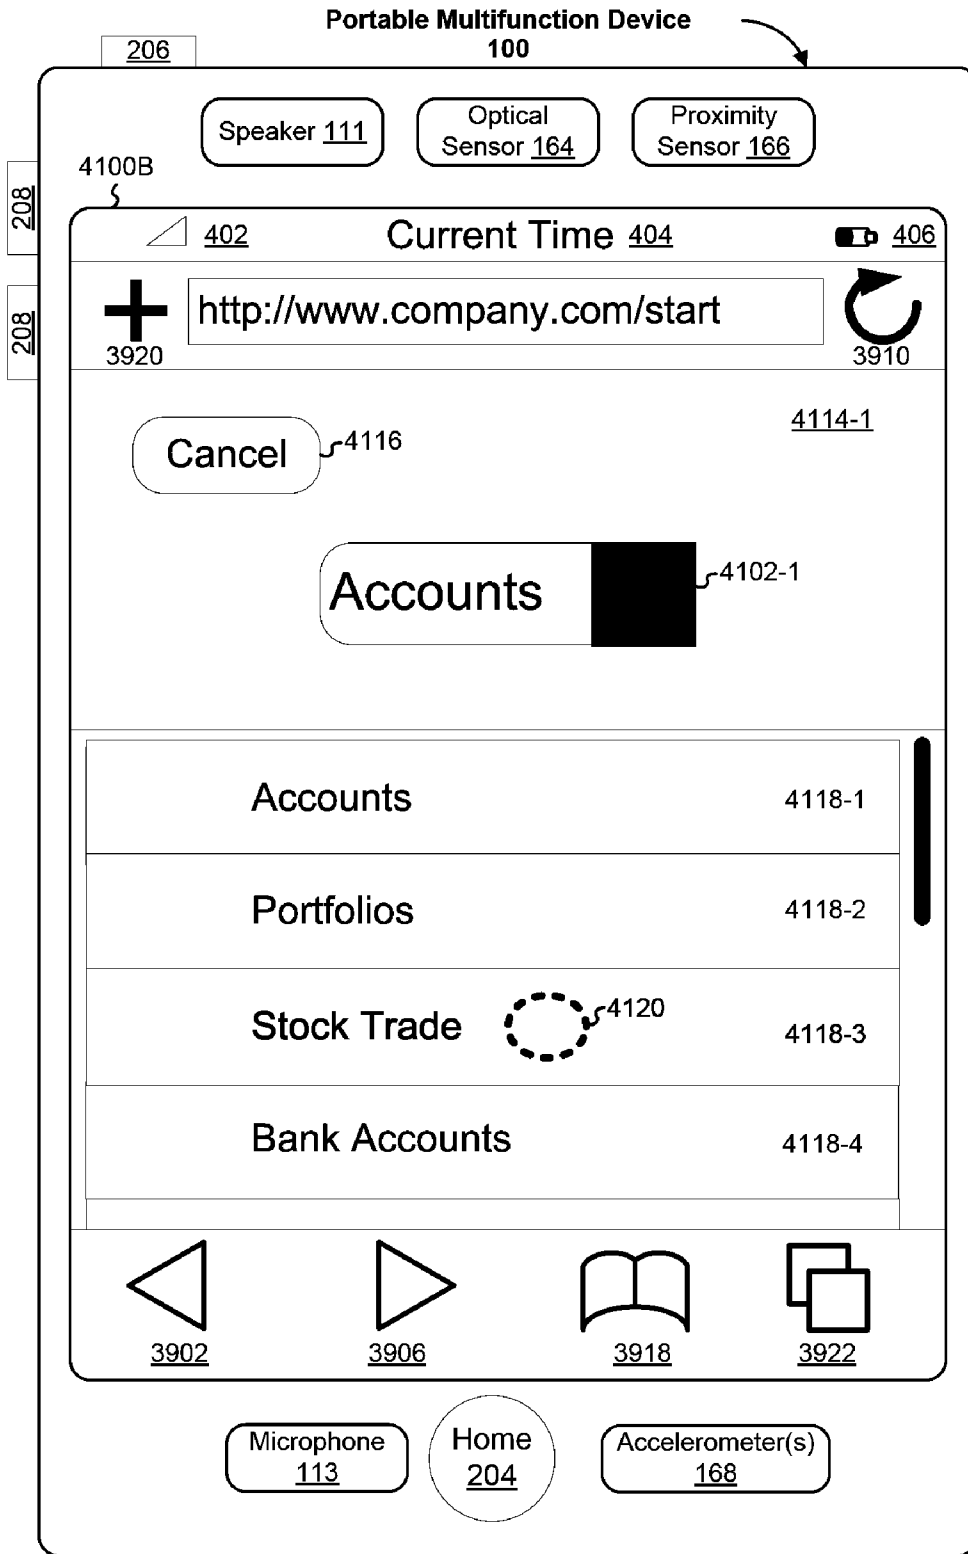 Portable Multifunction Device
100
206
Speaker 111
Optical
Sensor 164
Proximity
Sensor 166
4100B
208
402
Current Time 404
406
http://www.company.com/start
208
3920
3910
4114-1
Cancel
4116
Accounts
4102-1
Accounts
4118-1
Portfolios
4118-2
Stock Trade
4120
4118-3
Bank Accounts
4118-4
3902
3906
3918
3922
Microphone
113
Home
204
Accelerometer(s)
168